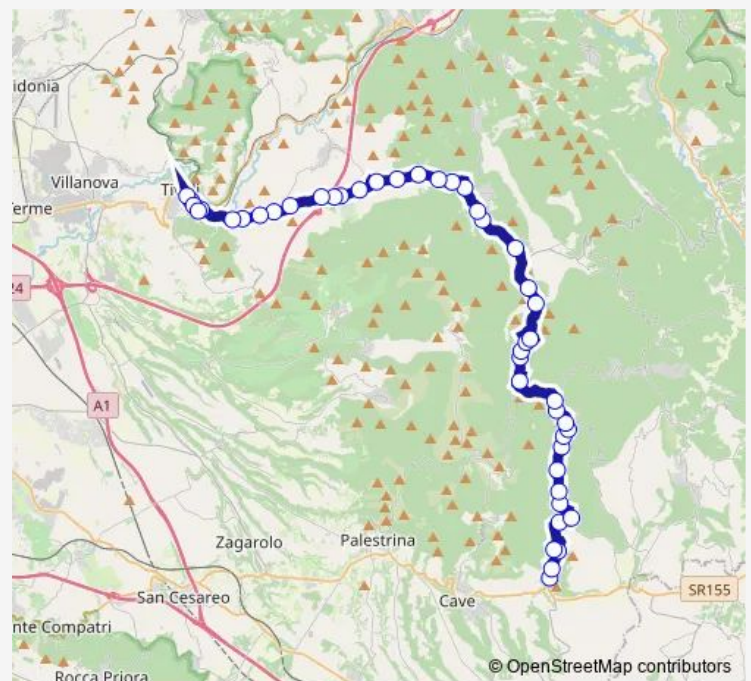 idonia
Villanova
Terme
Tivoli
24
A1
Zagarolo
Palestrina
San Cesareo
Cave
SR155
nte Compatri
Rocca Priora
© OpenStreetMap contributors